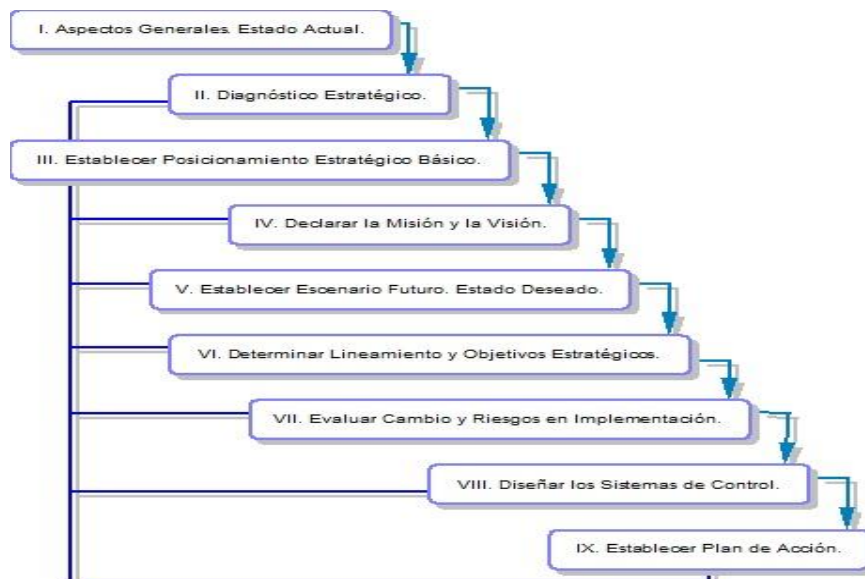 I. Aspectos Generales. Estado Actual.
II. Diagnóstico Estratégico.
III. Establecer Posicionamiento Estratégico Básico.
IV. Declarar la Misión y la Visión.
V. Establecer Escenario Futuro. Estado Deseado.
VI. Determinar Lineamiento y Objetivos Estratégicos.
VII. Evaluar Cambio y Riesgos en Implementación.
VIII. Diseñar los Sistemas de Control.
IX. Establecer Plan de Acción.